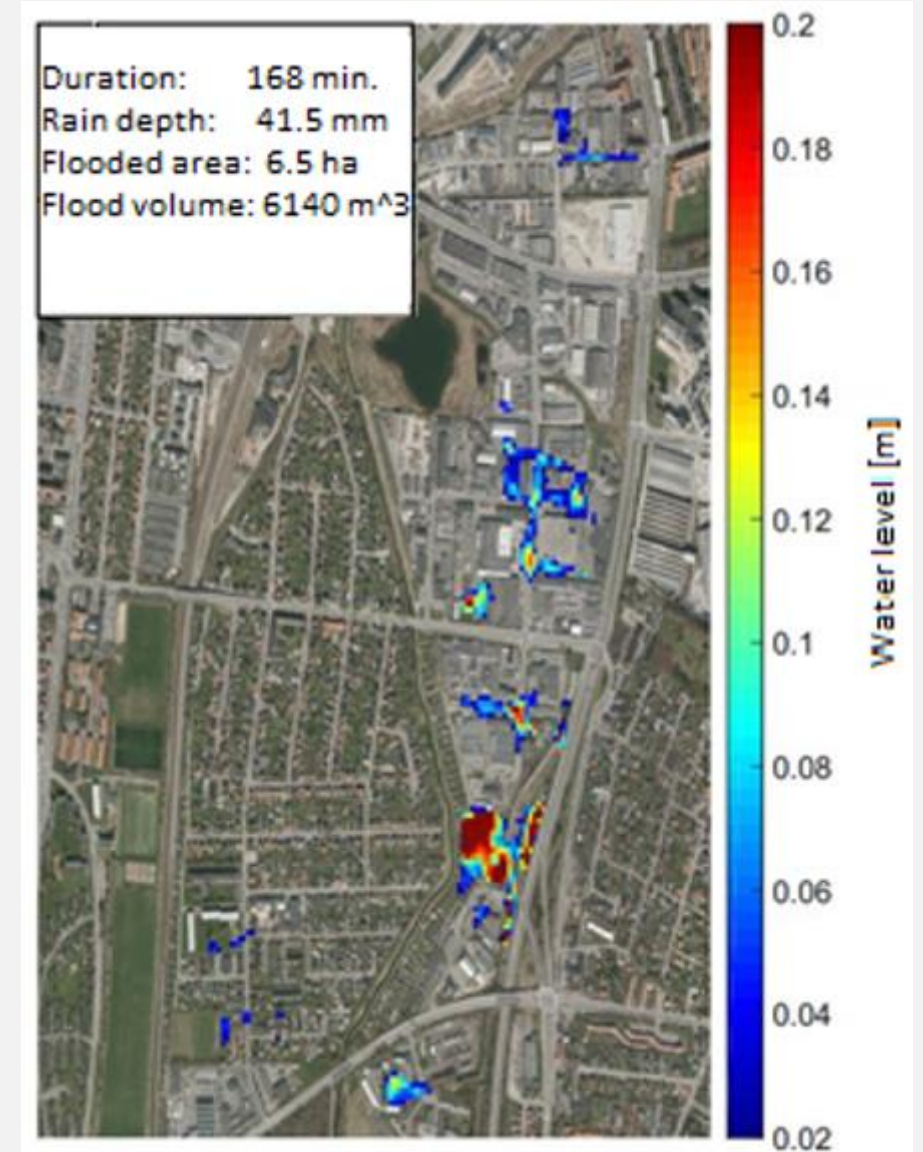 Duration: 168 min.
Rain depth: 41.5 mm
Flooded area: 6.5 ha
Flood volume: 6140 m^3
0.2
0.18
0.16
0.14
0.12
0.1
0.08
0.06
0.04
0.02
Water level [m]